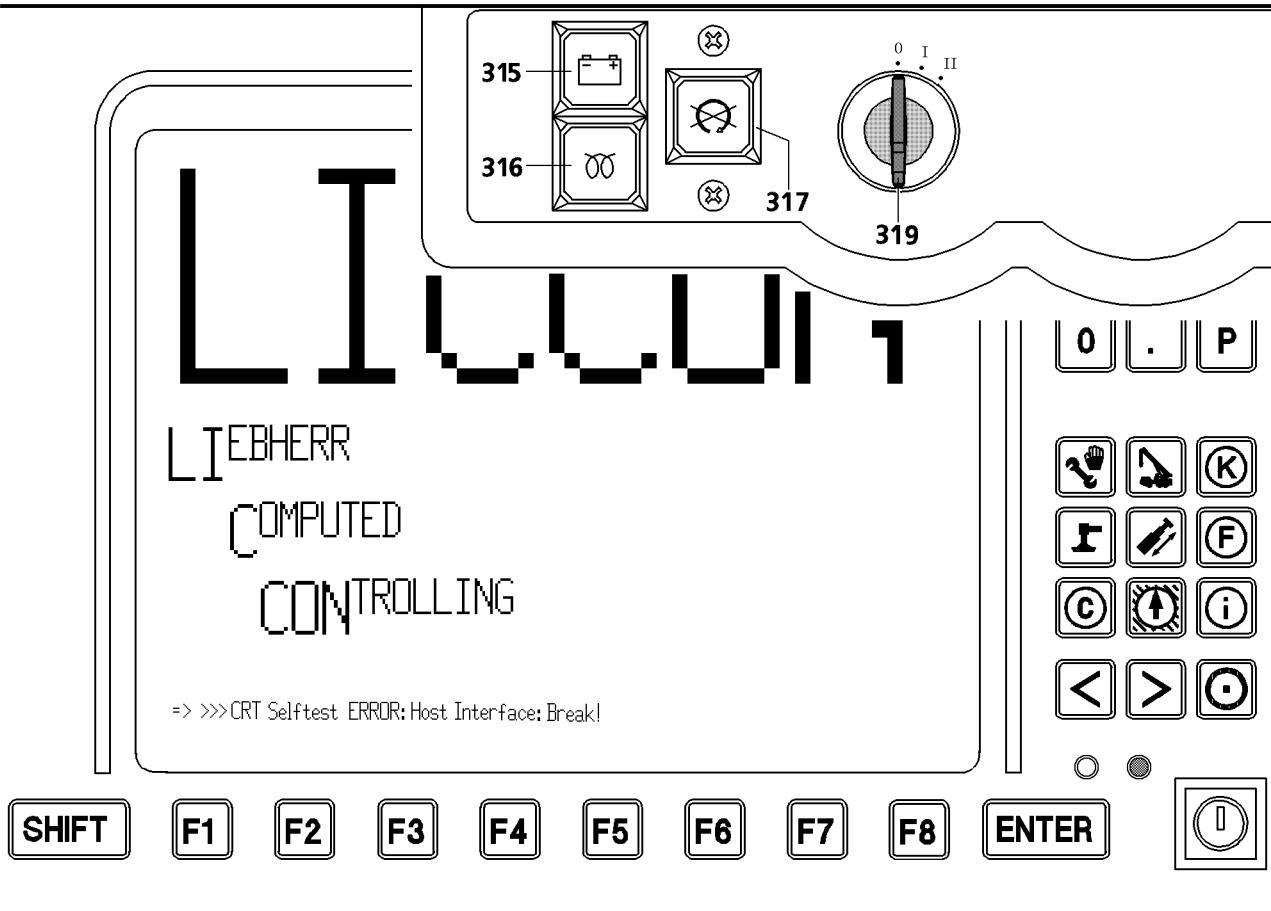 315
316
317
319
0 I II
LICCON
0 . P
LIEBHERR
COMPUTED
CONTROLLING
K
F
C i
=> >>>CRT Selftest ERROR: Host Interface: Break!
< >
SHIFT F1 F2 F3 F4 F5 F6 F7 F8 ENTER